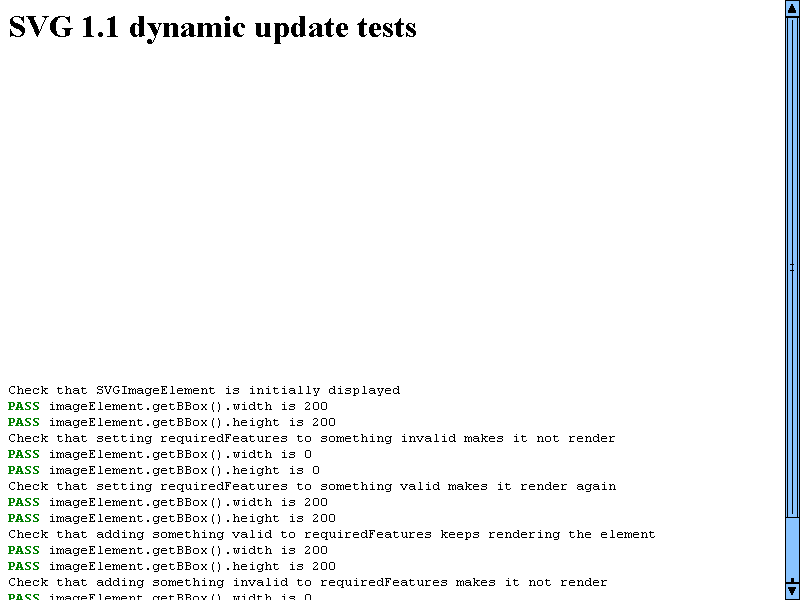 SVG 1.1 dynamic update tests
Check that SVGImageElement is initially displayed
PASS imageElement.getBBox().width is 200
PASS imageElement.getBBox().height is 200
Check that setting requiredFeatures to something invalid makes it not render
PASS imageElement.getBBox().width is 0
PASS imageElement.getBBox().height is 0
Check that setting requiredFeatures to something valid makes it render again
PASS imageElement.getBBox().width is 200
PASS imageElement.getBBox().height is 200
Check that adding something valid to requiredFeatures keeps rendering the element
PASS imageElement.getBBox().width is 200
PASS imageElement.getBBox().height is 200
Check that adding something invalid to requiredFeatures makes it not render
PASS imageElement.getBBox().width is 0